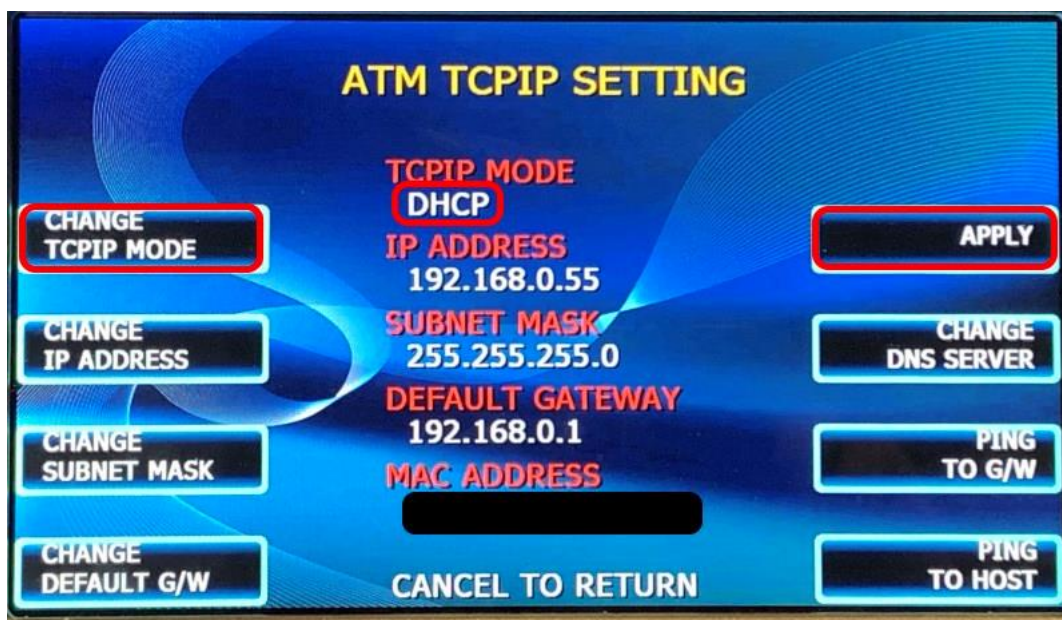 ATM TCPIP SETTING
TCPIP MODE
DHCP
IP ADDRESS
192.168.0.55
SUBNET MASK
255.255.255.0
DEFAULT GATEWAY
192.168.0.1
MAC ADDRESS
CANCEL TO RETURN
CHANGE
TCPIP MODE
CHANGE
IP ADDRESS
CHANGE
SUBNET MASK
CHANGE
DEFAULT G/W
APPLY
CHANGE
DNS SERVER
PING
TO G/W
PING
TO HOST